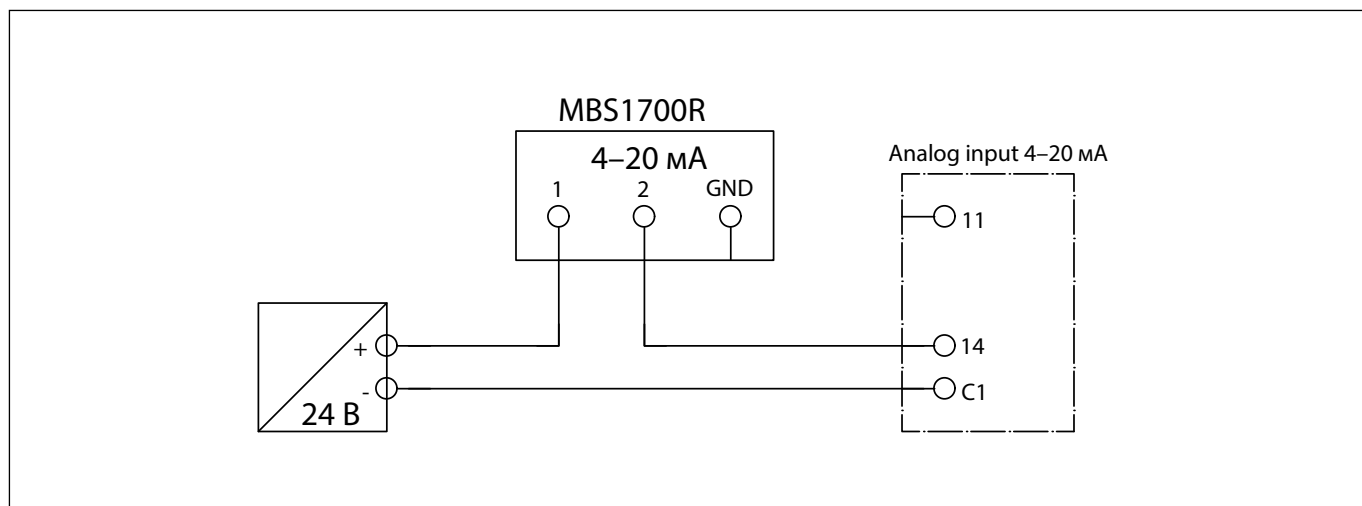 MBS1700R
4–20 мА
Analog input 4–20 мА
1
2
GND
11
+
14
-
C1
24 В